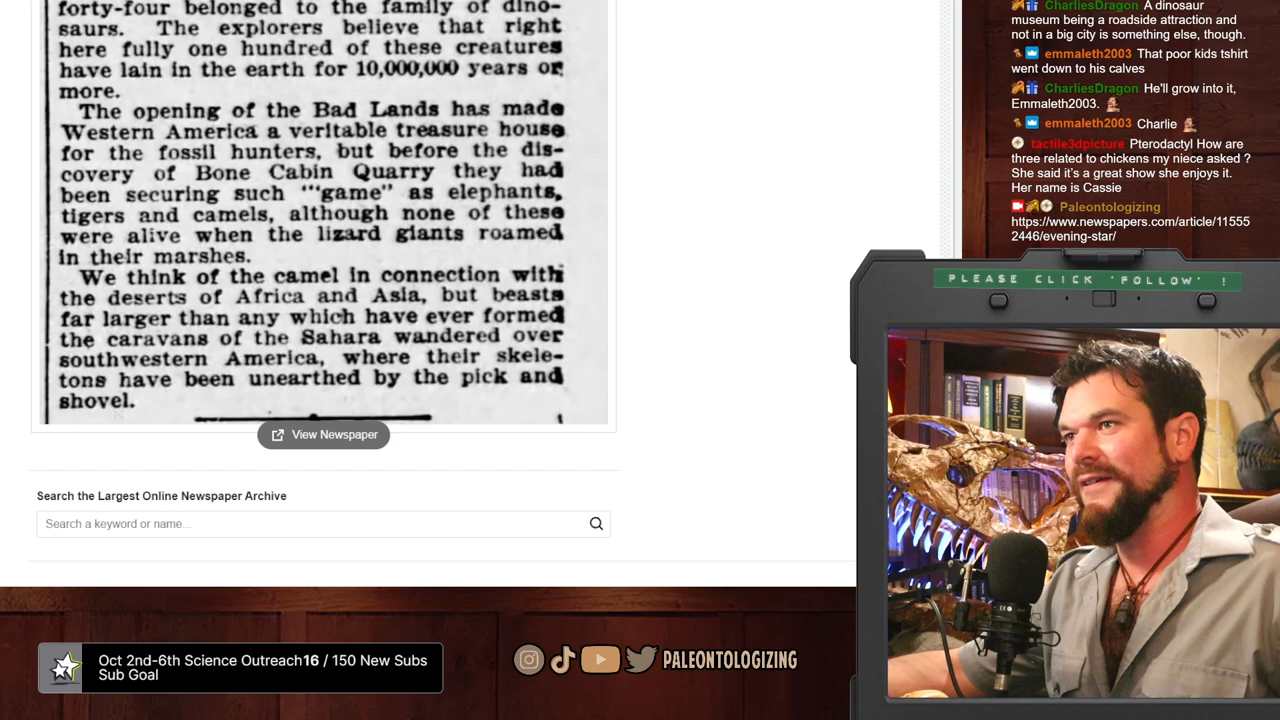 forty-four belonged to the family of dino-
saurs. The explorers believe that right
here fully one hundred of these creatures
have lain in the earth for 10,000,000 years or
more.
The opening of the Bad Lands has made
Western America a veritable treasure house
for the fossil hunters, but before the dis-
covery of Bone Cabin Quarry they had
been securing such "'game" as elephants,
tigers and camels, although none of these
were alive when the lizard giants roamed
in their marshes.
We think of the camel in connection with
the deserts of Africa and Asia, but beasts
far larger than any which have ever formed
the caravans of the Sahara wandered over
southwestern America, where their skele-
tons have been unearthed by the pick and
shovel.
View Newspaper
Search the Largest Online Newspaper Archive
Search a keyword or name...
CharliesDragon A dinosaur
museum being a roadside attraction and
not in a big city is something else, though.
emmaleth2003 That poor kids tshirt
went down to his calves
CharliesDragon He'll grow into it,
Emmaleth2003.
emmaleth2003 Charlie
tactile3dpicture Pterodactyl How are
three related to chickens my niece asked ?
She said it's a great show she enjoys it.
Her name is Cassie
Paleontologizing
https://www.newspapers.com/article/11555
2446/evening-star/
PLEASE CLICK 'FOLLOW' !
Oct 2nd-6th Science Outreach16 / 150 New Subs
Sub Goal
PALEONTOLOGIZING